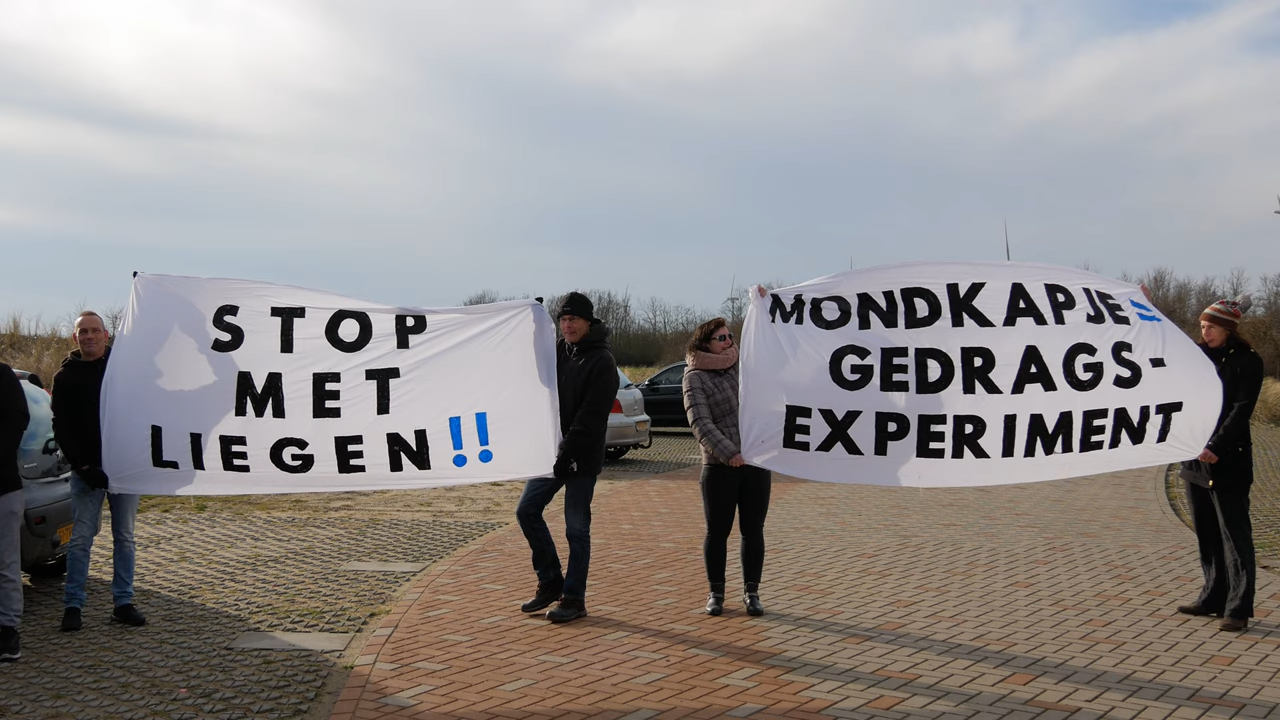 STOP
MET
LIEGEN!!
MONDKAPJE=
GEDRAGS-
EXPERIMENT